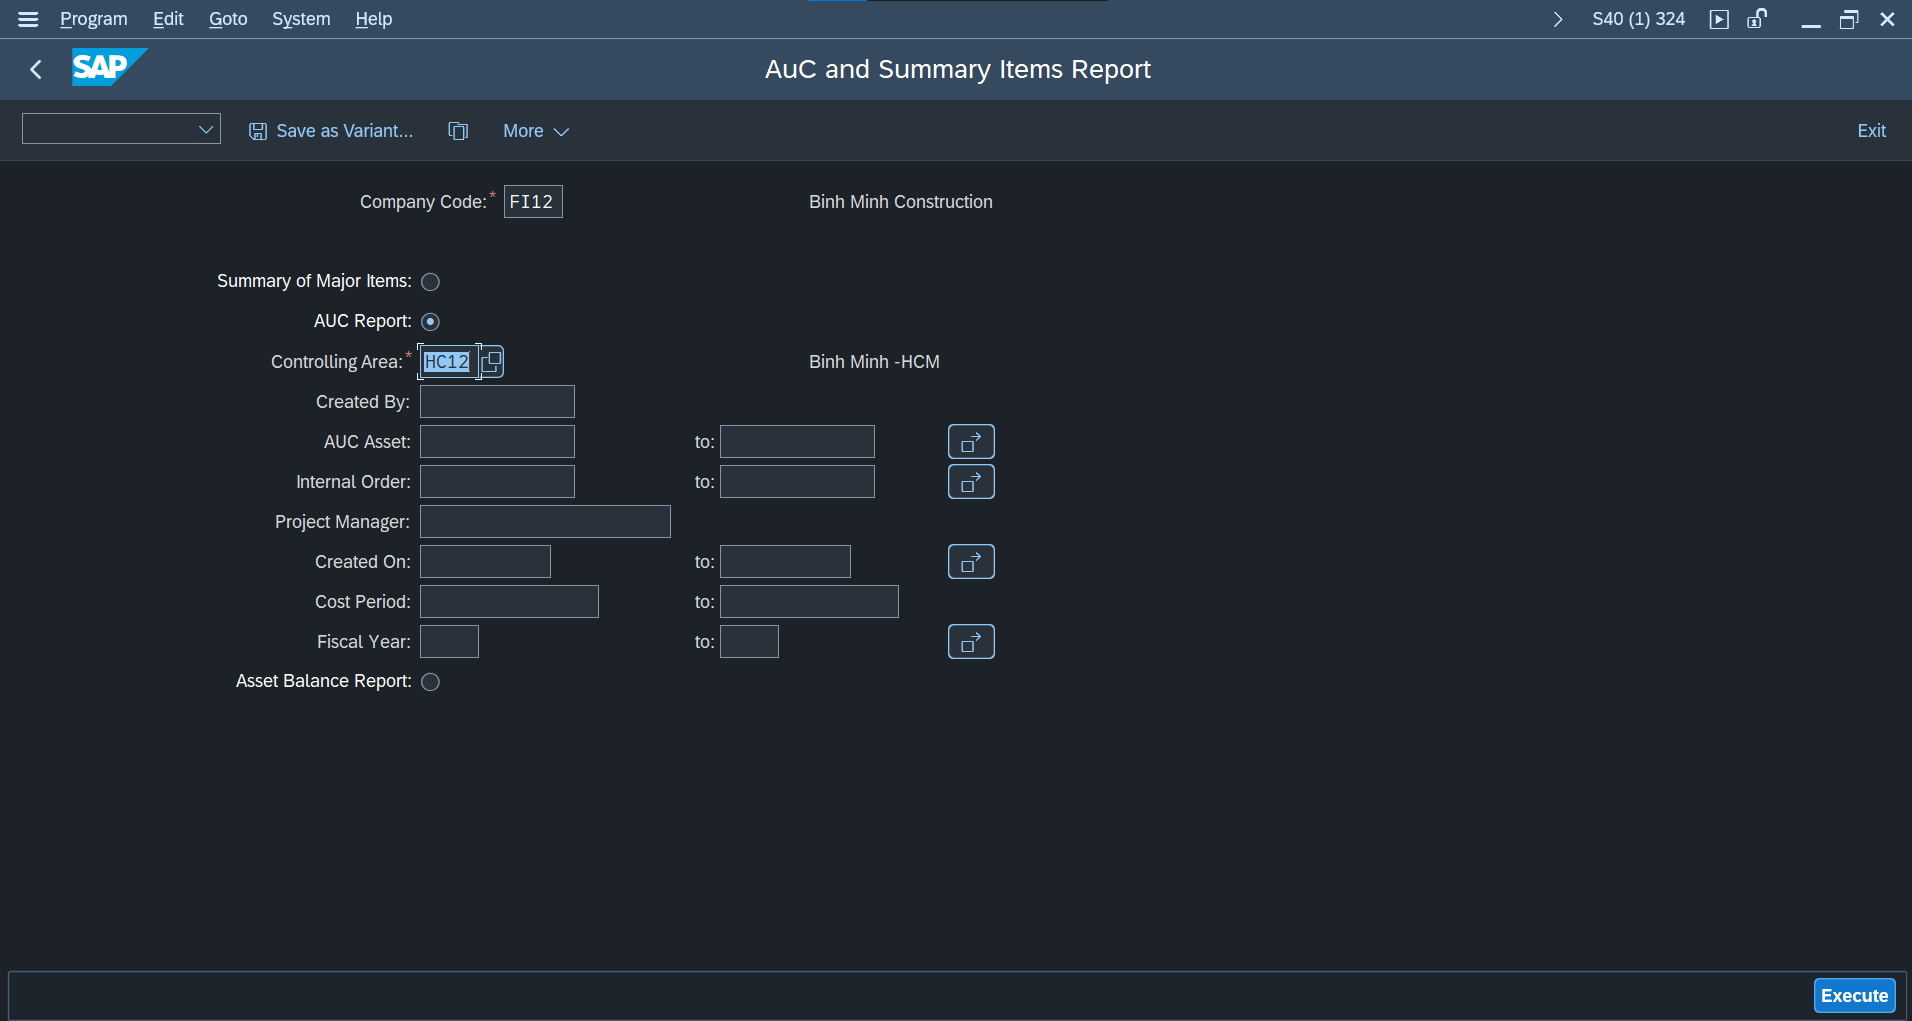 Program Edit Goto System Help S40 (1) 324
SAP AuC and Summary Items Report
Save as Variant... More Exit
Company Code:* FI12 Binh Minh Construction
Summary of Major Items:
AUC Report:
Controlling Area:* HC12 Binh Minh -HCM
Created By:
AUC Asset: to:
Internal Order: to:
Project Manager:
Created On: to:
Cost Period: to:
Fiscal Year: to:
Asset Balance Report:
Execute